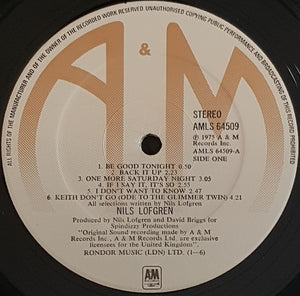 ALL RIGHTS OF THE MANUFACTURER AND OF THE OWNER OF THE RECORDED WORK RESERVED UNAUTHORISED COPYING PUBLIC PERFORMANCE AND BROADCASTING OF THIS RECORD PROHIBITED
A & M
STEREO
AMLS 64509
℗ 1975 A & M
Records Inc.
AMLS 64509-A
SIDE ONE
1. BE GOOD TONIGHT 0.50
2. BACK IT UP 2.20
3. ONE MORE SATURDAY NIGHT 3.05
4. IF I SAY IT, IT'S SO 2.55
5. I DON'T WANT TO KNOW 2.47
6. KEITH DON'T GO (ODE TO THE GLIMMER TWIN) 4.21
All selections written by Nils Lofgren
NILS LOFGREN
Produced by Nils Lofgren and David Briggs for
Spindizzy Productions
"Original Sound recording made by A & M
Records Inc., A & M Records Ltd. are exclusive
licensees for the United Kingdom".
RONDOR MUSIC (LDN) LTD. (1—6)
A&M
RECORDS